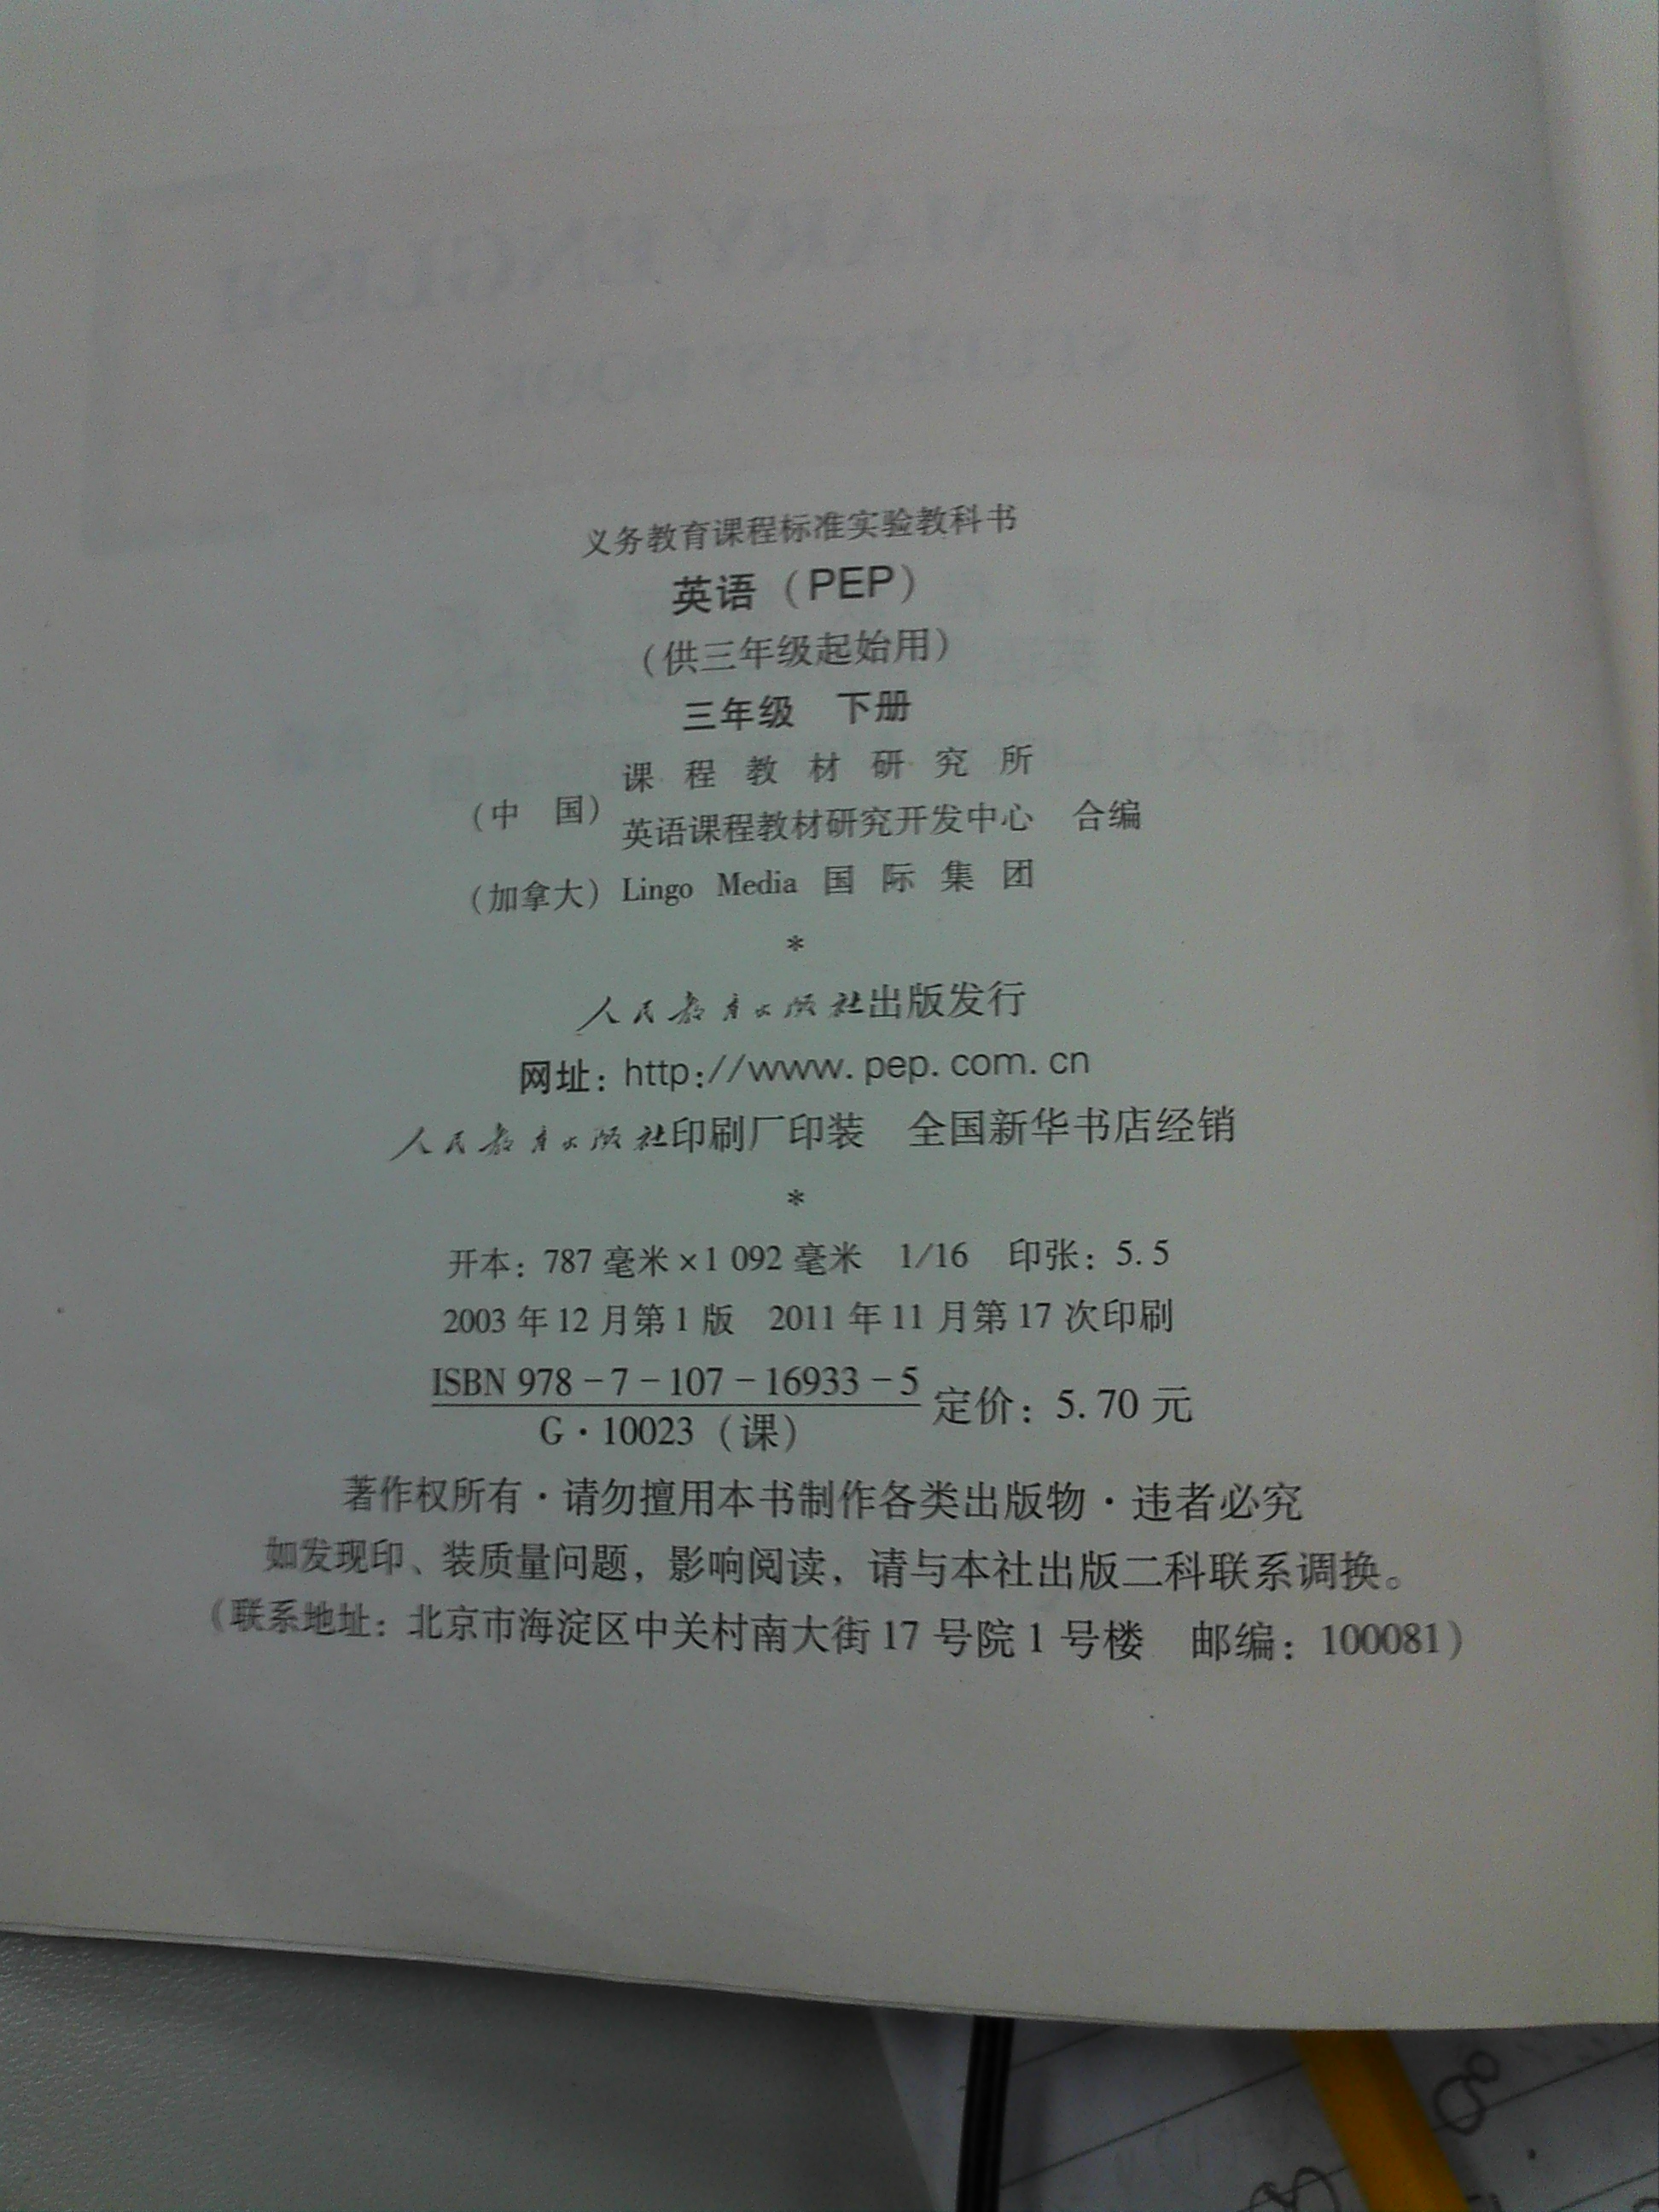 义务教育课程标准实验教科书
英语（PEP）
（供三年级起始用）
三年级 下册
课程教材研究所
（中国）
英语课程教材研究开发中心 合编
（加拿大）Lingo Media 国际集团
*
人民教育出版社出版发行
网址：http://www.pep.com.cn
人民教育出版社印刷厂印装 全国新华书店经销
*
开本：787 毫米×1 092 毫米 1/16 印张：5.5
2003 年 12 月第 1 版 2011 年 11 月第 17 次印刷
ISBN 978-7-107-16933-5
G·10023（课） 定价：5.70 元
著作权所有·请勿擅用本书制作各类出版物·违者必究
如发现印、装质量问题，影响阅读，请与本社出版二科联系调换。
（联系地址：北京市海淀区中关村南大街 17 号院 1 号楼 邮编：100081）